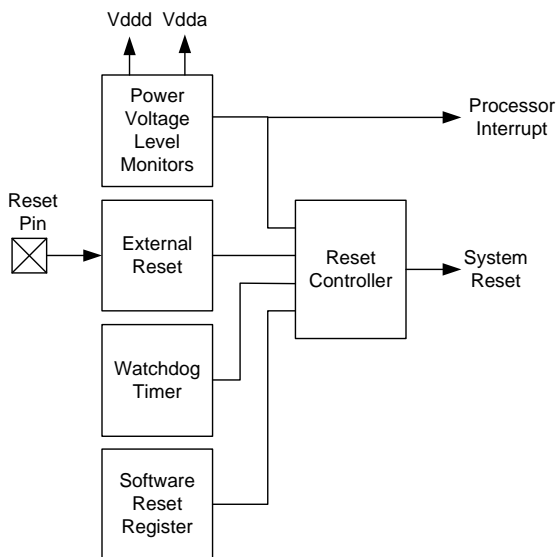 Vddd Vdda
Power
Voltage
Level
Monitors
Processor
Interrupt
Reset
Pin
External
Reset
Reset
Controller
System
Reset
Watchdog
Timer
Software
Reset
Register